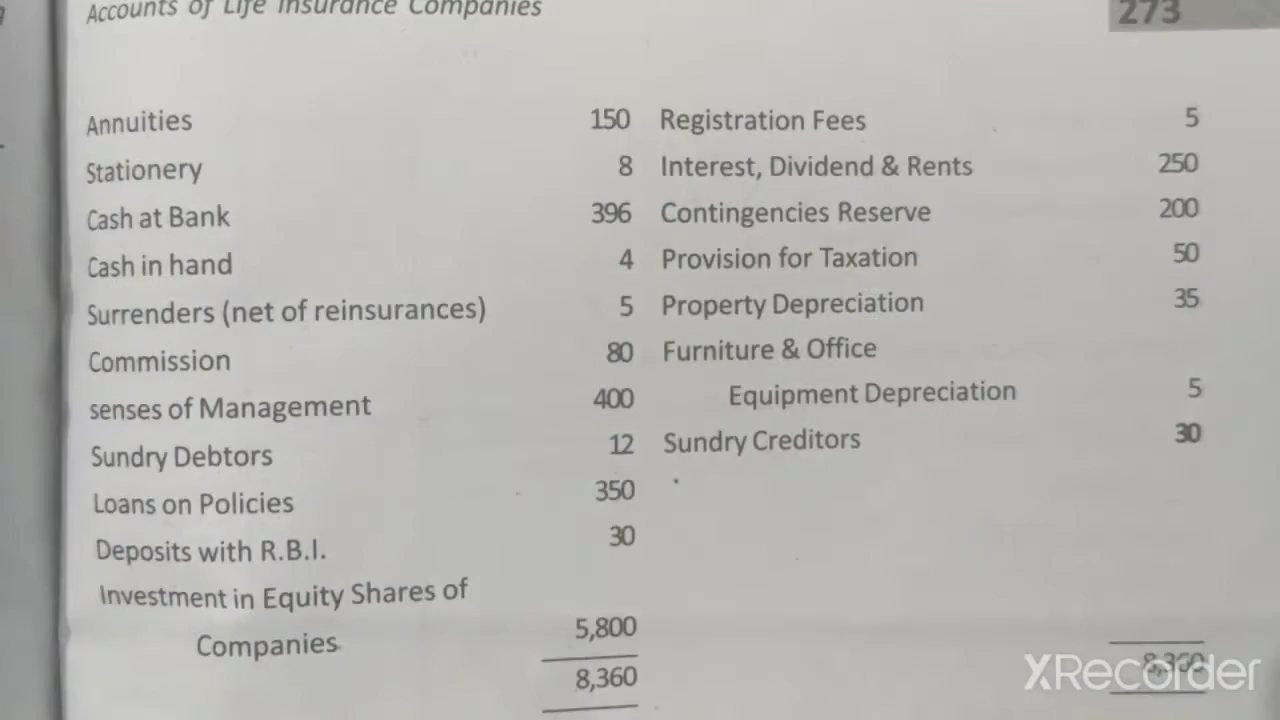 Accounts of Life Insurance Companies 273
Annuities 150 Registration Fees 5
Stationery 8 Interest, Dividend & Rents 250
Cash at Bank 396 Contingencies Reserve 200
Cash in hand 4 Provision for Taxation 50
Surrenders (net of reinsurances) 5 Property Depreciation 35
Commission 80 Furniture & Office
senses of Management 400 Equipment Depreciation 5
Sundry Debtors 12 Sundry Creditors 30
Loans on Policies 350
Deposits with R.B.I. 30
Investment in Equity Shares of
Companies 5,800
8,360 8,360
XRecorder